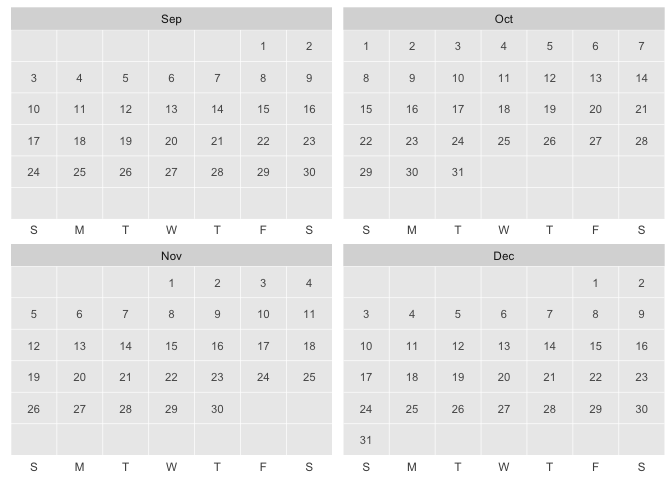 Sep
1 2
3 4 5 6 7 8 9
10 11 12 13 14 15 16
17 18 19 20 21 22 23
24 25 26 27 28 29 30
S M T W T F S
Oct
1 2 3 4 5 6 7
8 9 10 11 12 13 14
15 16 17 18 19 20 21
22 23 24 25 26 27 28
29 30 31
S M T W T F S
Nov
1 2 3 4
5 6 7 8 9 10 11
12 13 14 15 16 17 18
19 20 21 22 23 24 25
26 27 28 29 30
S M T W T F S
Dec
1 2
3 4 5 6 7 8 9
10 11 12 13 14 15 16
17 18 19 20 21 22 23
24 25 26 27 28 29 30
31
S M T W T F S